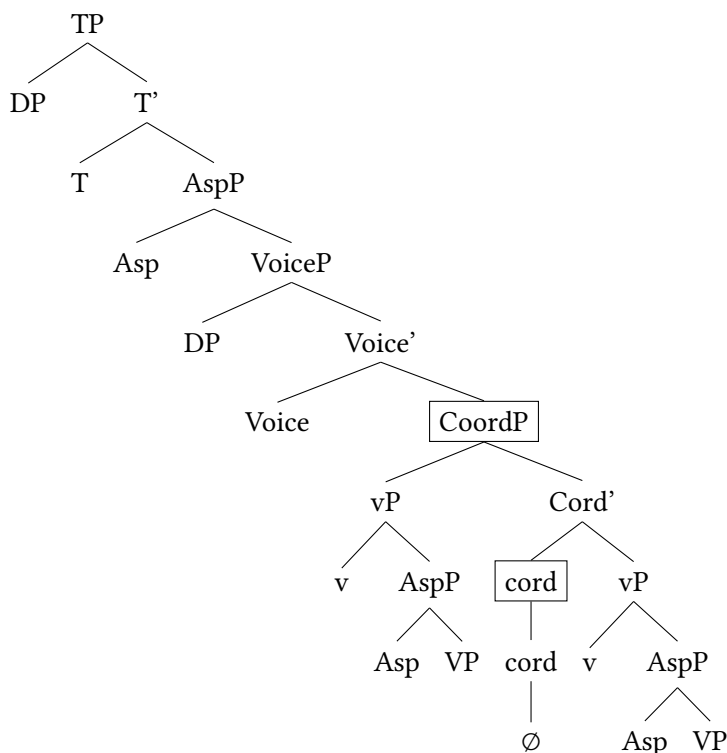 TP
DP T’
T AspP
Asp VoiceP
DP Voice’
Voice CoordP
vP Cord’
v AspP cord vP
Asp VP cord v AspP
∅ Asp VP